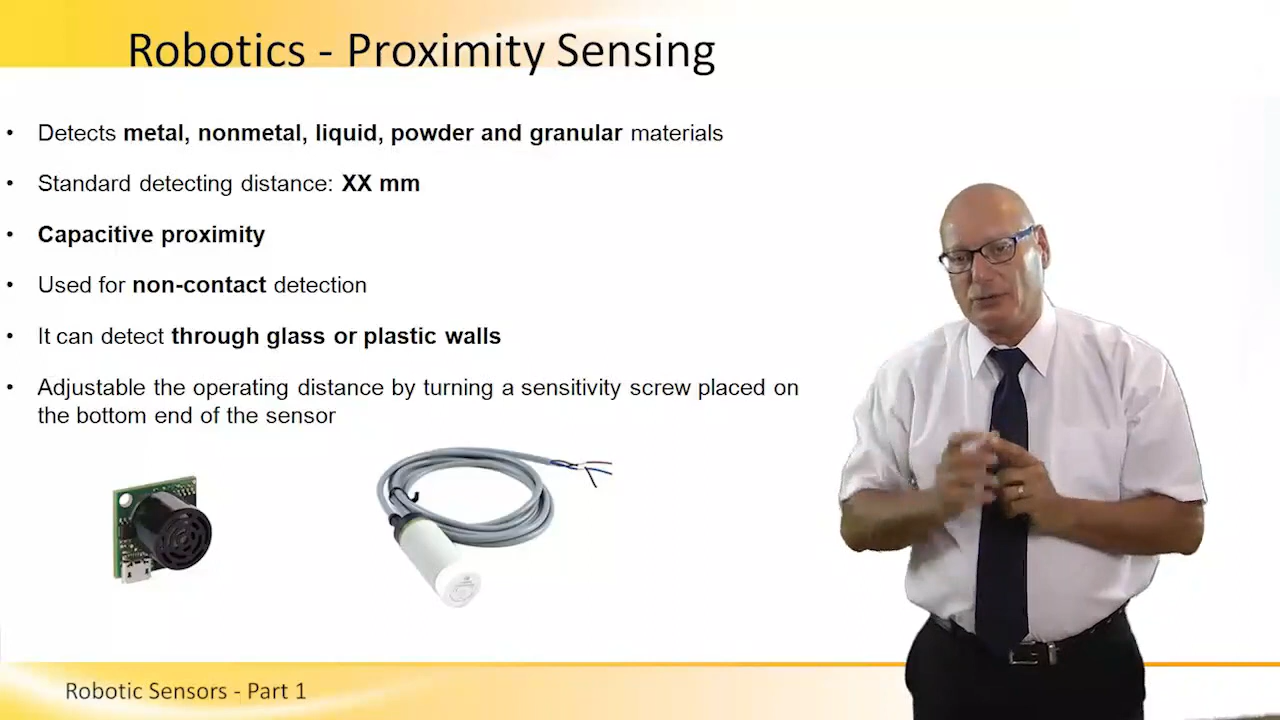 Robotics - Proximity Sensing
• Detects metal, nonmetal, liquid, powder and granular materials
• Standard detecting distance: XX mm
• Capacitive proximity
• Used for non-contact detection
• It can detect through glass or plastic walls
• Adjustable the operating distance by turning a sensitivity screw placed on
the bottom end of the sensor
Robotic Sensors - Part 1